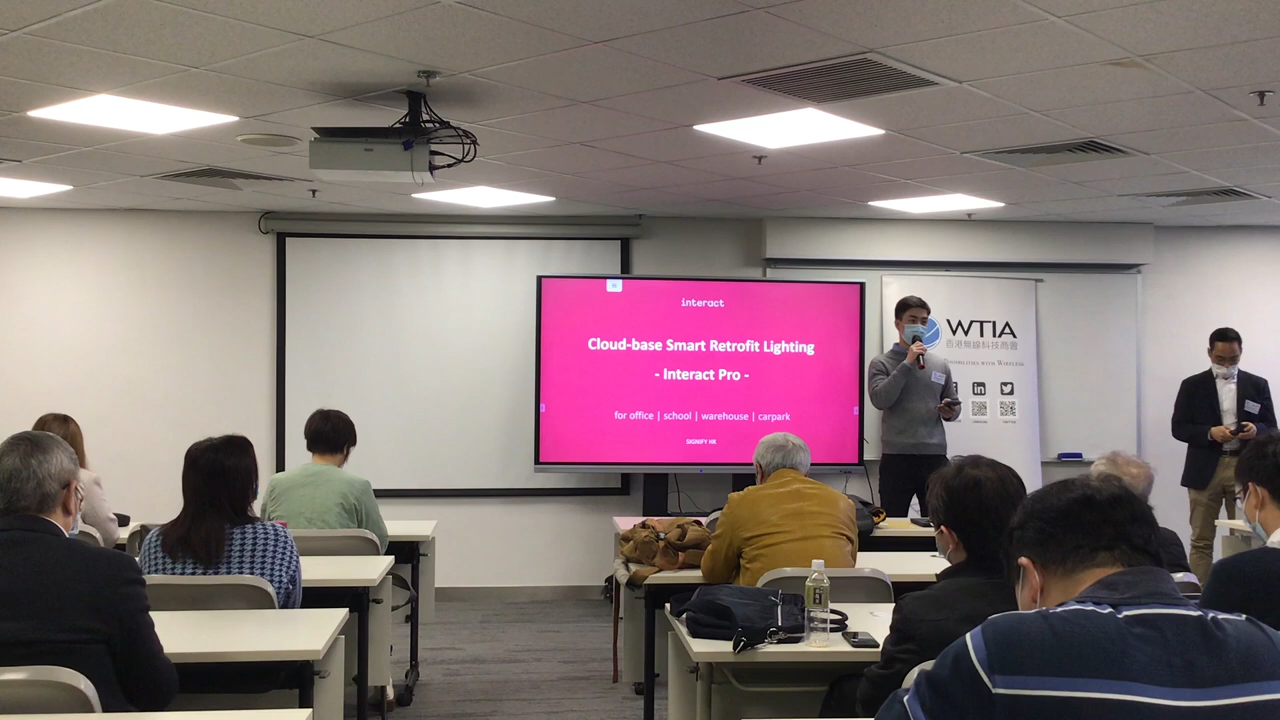 interact
Cloud-base Smart Retrofit Lighting
- Interact Pro -
for office | school | warehouse | carpark
SIGNIFY HK
WTIA
香港無線科技商會